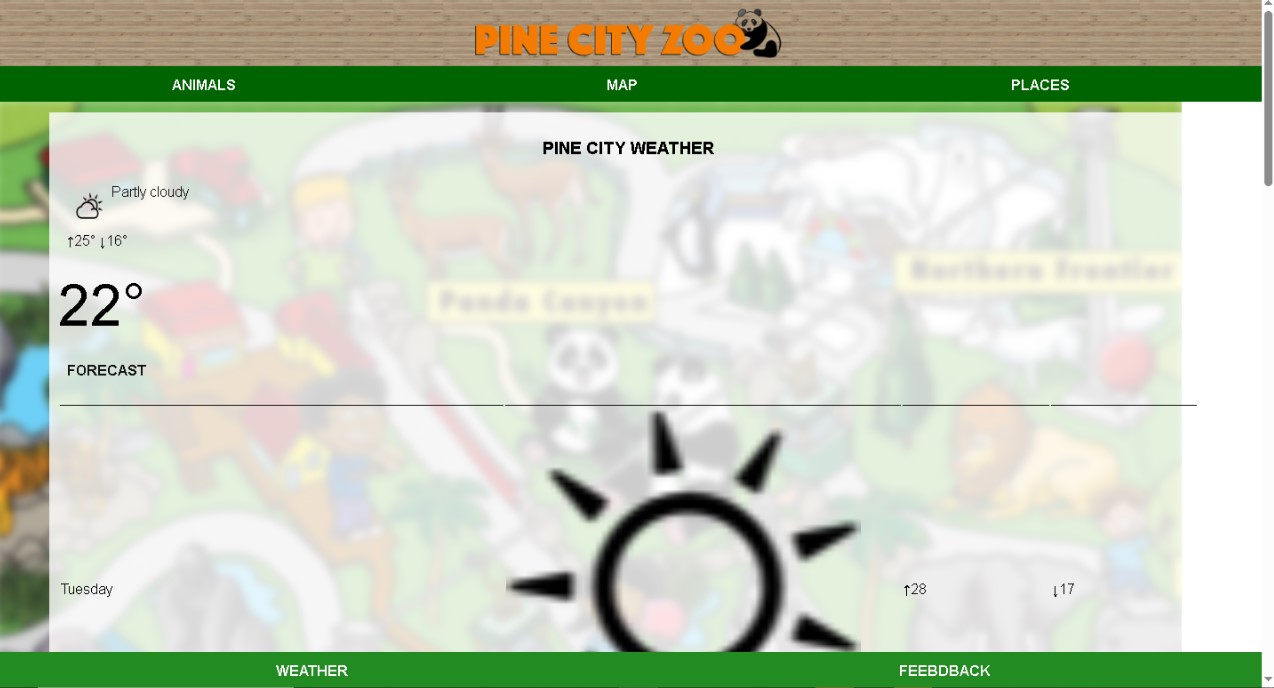 PINE CITY ZOO
ANIMALS MAP PLACES
PINE CITY WEATHER
Partly cloudy
↑25° ↓16°
Northern Frontier
Panda Canyon
22°
FORECAST
Tuesday ↑28 ↓17
WEATHER FEEBDBACK